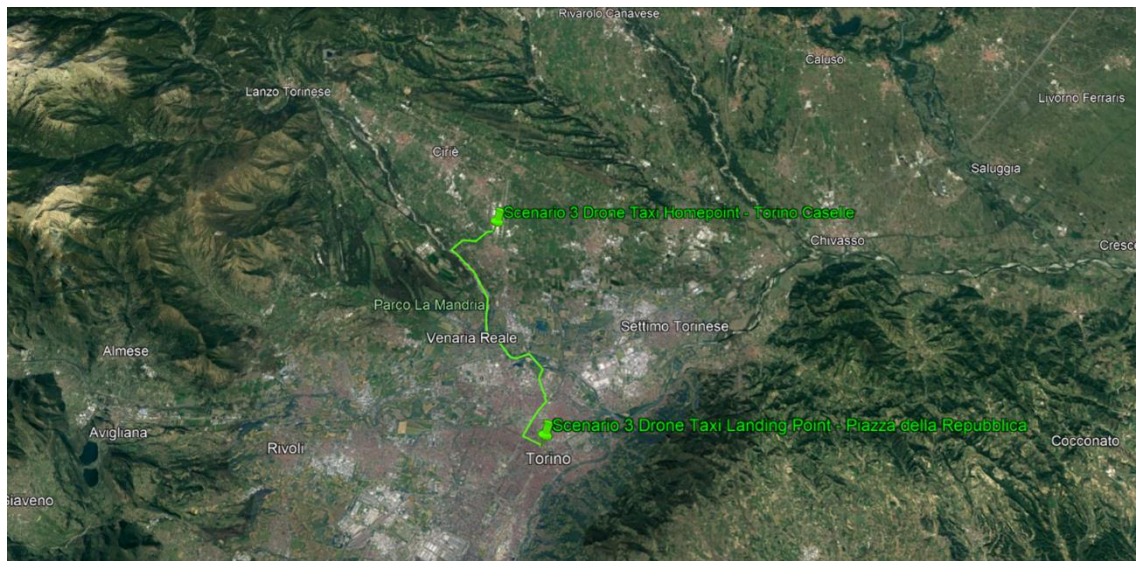 Rivarolo Canavese
Caluso
Lanzo Torinese
Livorno Ferraris
Ciriè
Saluggia
Scenario 3 Drone Taxi Homepoint - Torino Caselle
Chivasso
Cresc
Parco La Mandria
Venaria Reale
Settimo Torinese
Almese
Scenario 3 Drone Taxi Landing Point - Piazza della Repubblica
Avigliana
Rivoli
Cocconato
Torino
Giaveno